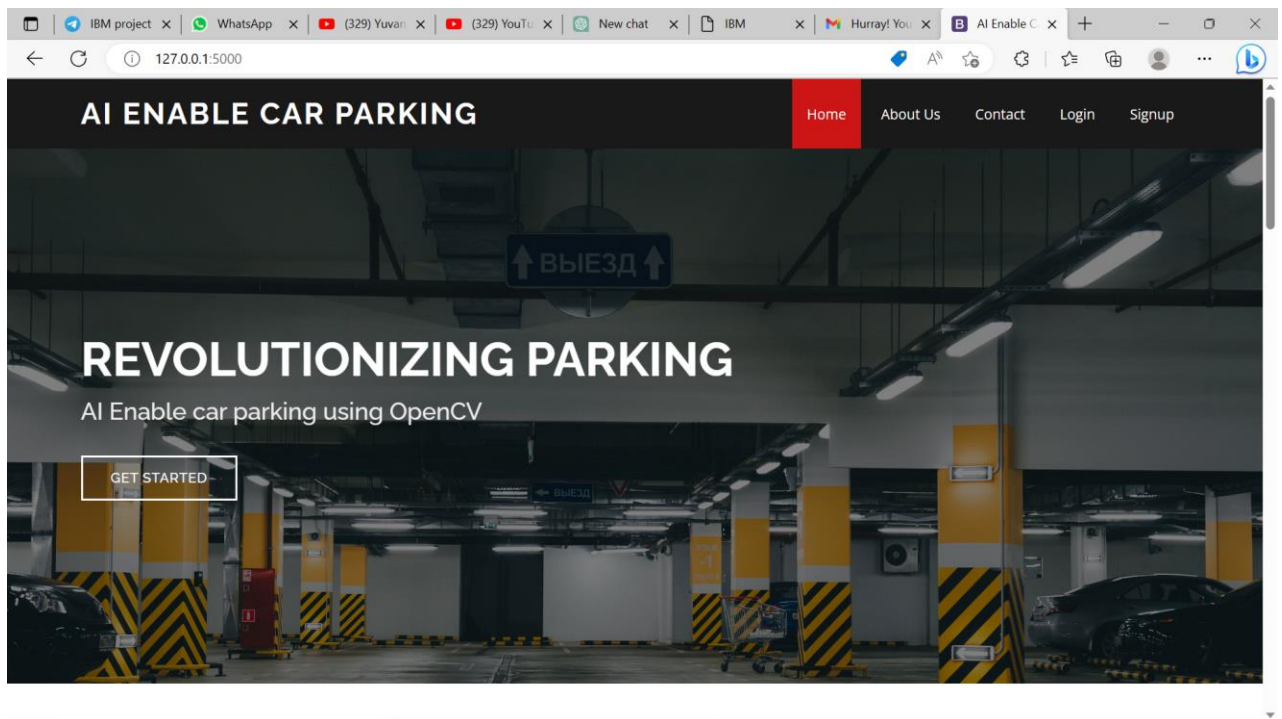 IBM project
WhatsApp
(329) Yuvan
(329) YouTu
New chat
IBM
Hurray! You
B AI Enable C
127.0.0.1:5000
AI ENABLE CAR PARKING
Home About Us Contact Login Signup
ВЫЕЗД
REVOLUTIONIZING PARKING
AI Enable car parking using OpenCV
GET STARTED
ВЫЕЗД
-1